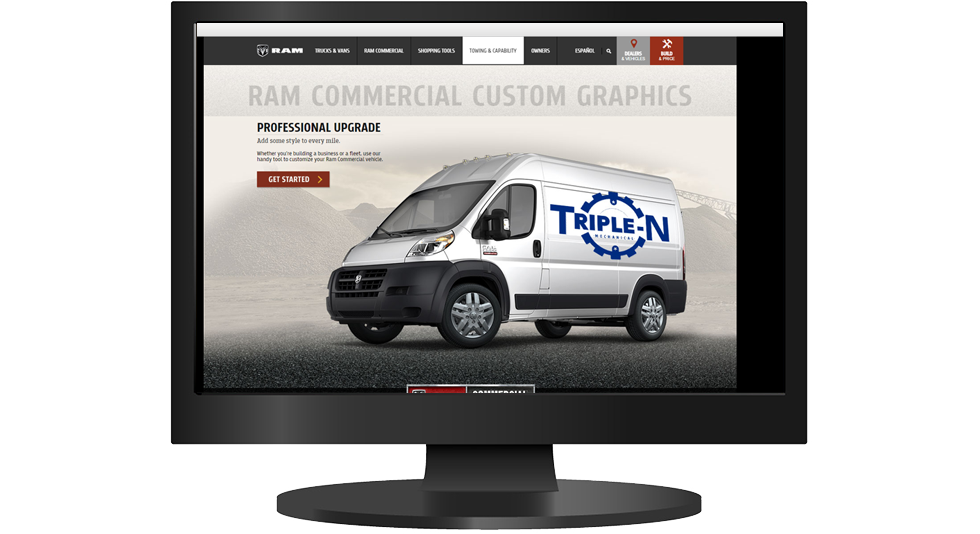 RAM TRUCKS & VANS RAM COMMERCIAL SHOPPING TOOLS TOWING & CAPABILITY OWNERS ESPAÑOL
DEALERS
& VEHICLES
BUILD
& PRICE
RAM COMMERCIAL CUSTOM GRAPHICS
PROFESSIONAL UPGRADE
Add some style to every mile.
Whether you're building a business or a fleet, use our
handy tool to customize your Ram Commercial vehicle.
GET STARTED
TRIPLE-N
MECHANICAL
COMMERCIAL